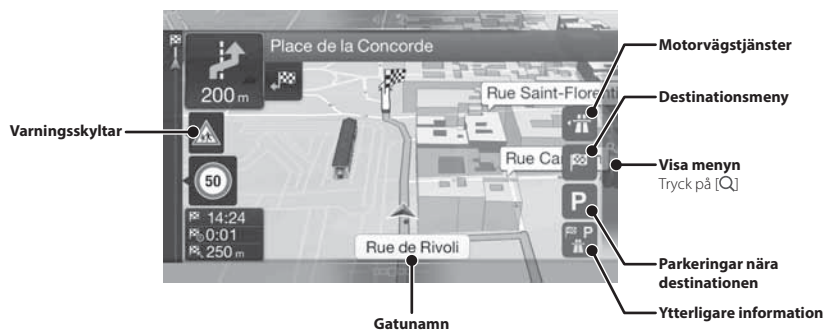 Place de la Concorde
200 m
Rue Saint-Florenti
Rue Ca
50
P
14:24
0:01
250 m
P
Rue de Rivoli
Varningsskyltar
Motorvägstjänster
Destinationsmeny
Visa menyn
Tryck på [Q]
Parkeringar nära
destinationen
Ytterligare information
Gatunamn